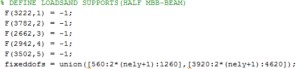 % DEFINE LOADSAND SUPPORTS(HALF MBB-BEAM)
F(3222,1) = -1;
F(3782,2) = -1;
F(2662,3) = -1;
F(2942,4) = -1;
F(3502,5) = -1;
fixeddofs = union([560:2*(nely+1):1260],[3920:2*(nely+1):4620]);